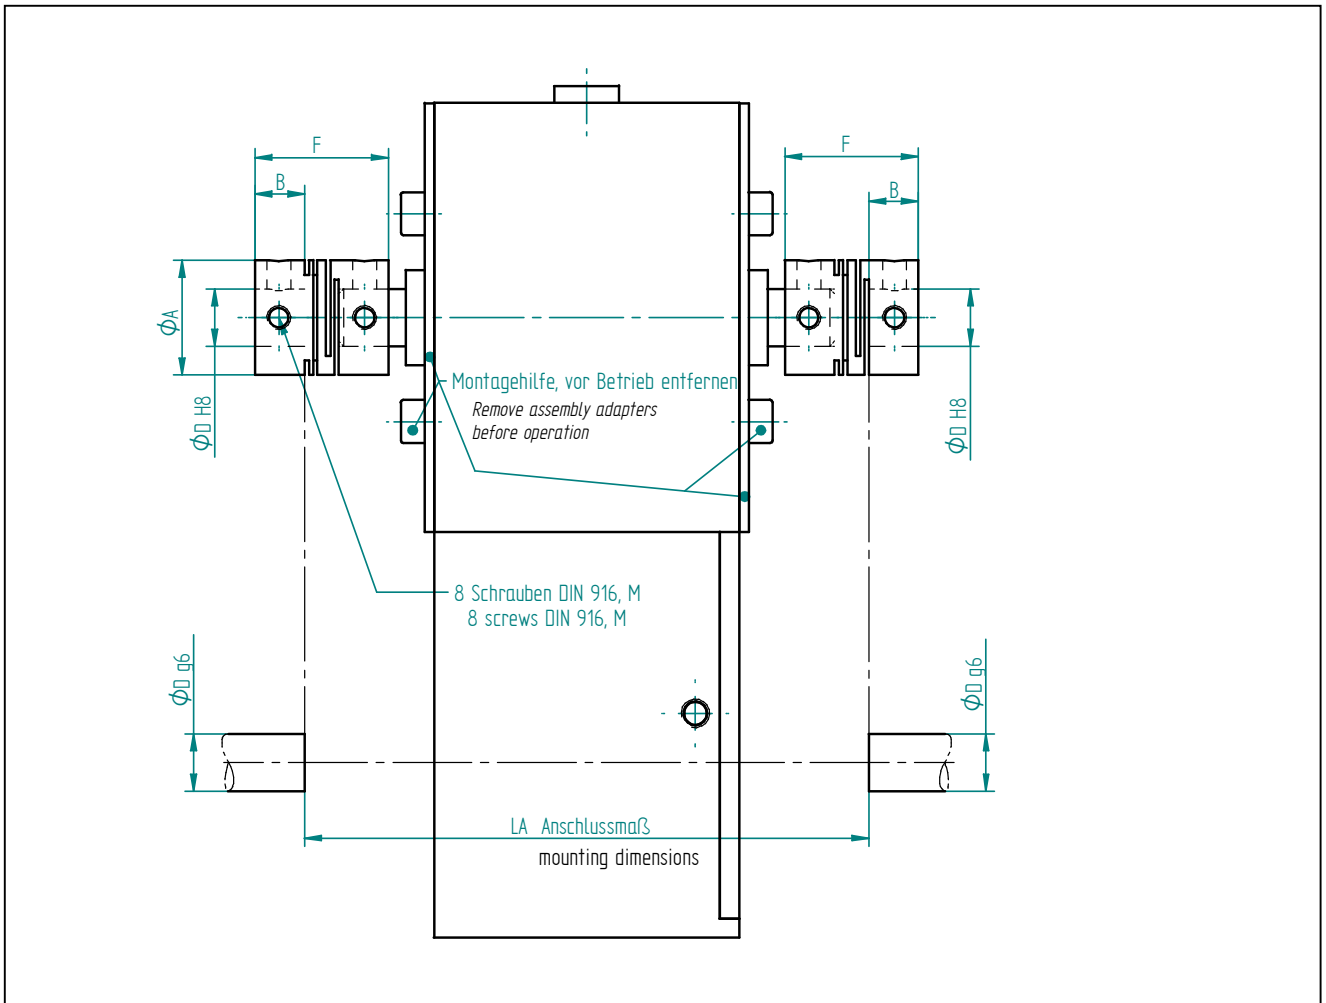 F
F
B
B
ϕA
ϕD H8
ϕD H8
Montagehilfe, vor Betrieb entfernen
Remove assembly adapters
before operation
8 Schrauben DIN 916, M
8 screws DIN 916, M
ϕD g6
ϕD g6
LA Anschlussmaß
mounting dimensions